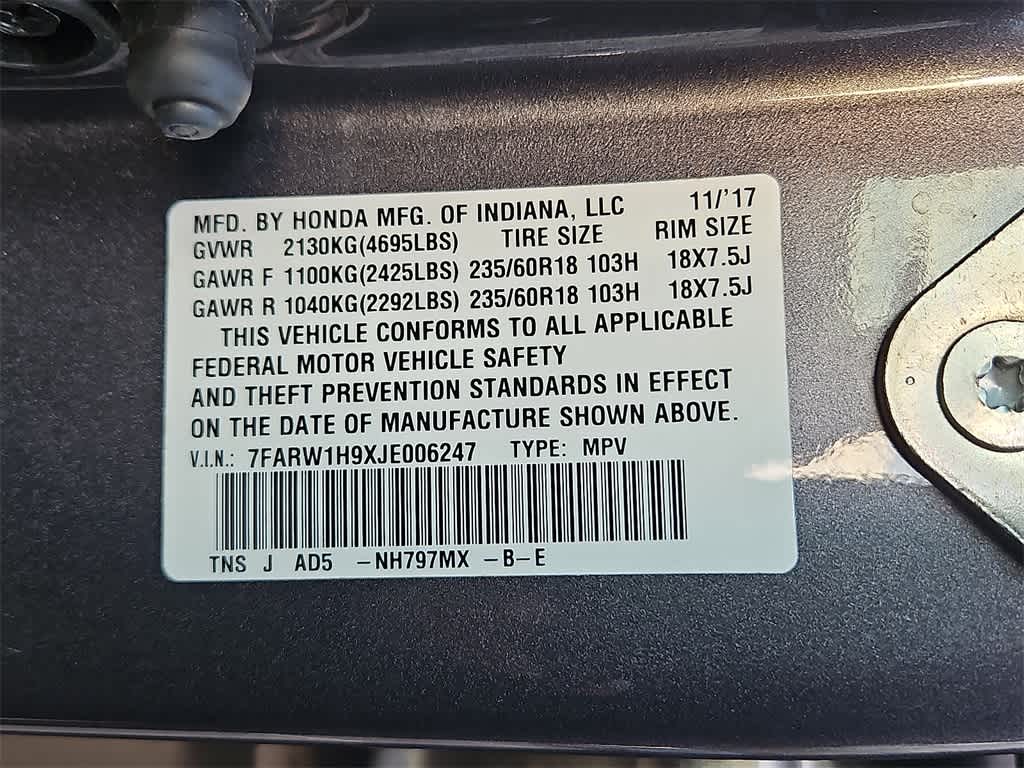 MFD. BY HONDA MFG. OF INDIANA, LLC 11/'17
GVWR 2130KG(4695LBS) TIRE SIZE RIM SIZE
GAWR F 1100KG(2425LBS) 235/60R18 103H 18X7.5J
GAWR R 1040KG(2292LBS) 235/60R18 103H 18X7.5J
THIS VEHICLE CONFORMS TO ALL APPLICABLE
FEDERAL MOTOR VEHICLE SAFETY
AND THEFT PREVENTION STANDARDS IN EFFECT
ON THE DATE OF MANUFACTURE SHOWN ABOVE.
V.I.N.: 7FARW1H9XJE006247 TYPE: MPV
TNS J AD5 -NH797MX -B-E